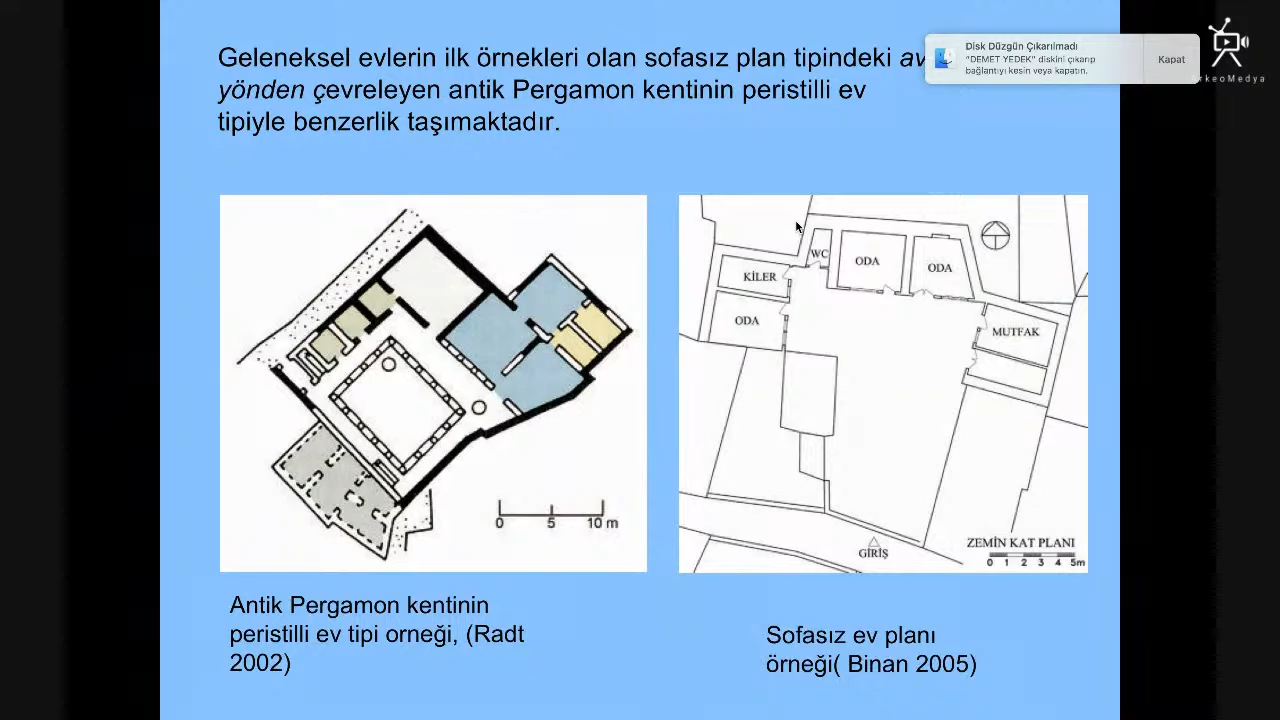 Geleneksel evlerin ilk örnekleri olan sofasız plan tipindeki
yönden çevreleyen antik Pergamon kentinin peristilli ev
tipiyle benzerlik taşımaktadır.
Disk Düzgün Çıkarılmadı
"DEMET YEDEK" diskini çıkarıp
bağlantıyı kesin veya kapatın.
Kapat
ArkeoMedya
0 5 10 m
WC
ODA
ODA
KİLER
ODA
MUTFAK
GİRİŞ
ZEMİN KAT PLANI
0 1 2 3 4 5m
Antik Pergamon kentinin
peristilli ev tipi orneği, (Radt
2002)
Sofasız ev planı
örneği( Binan 2005)